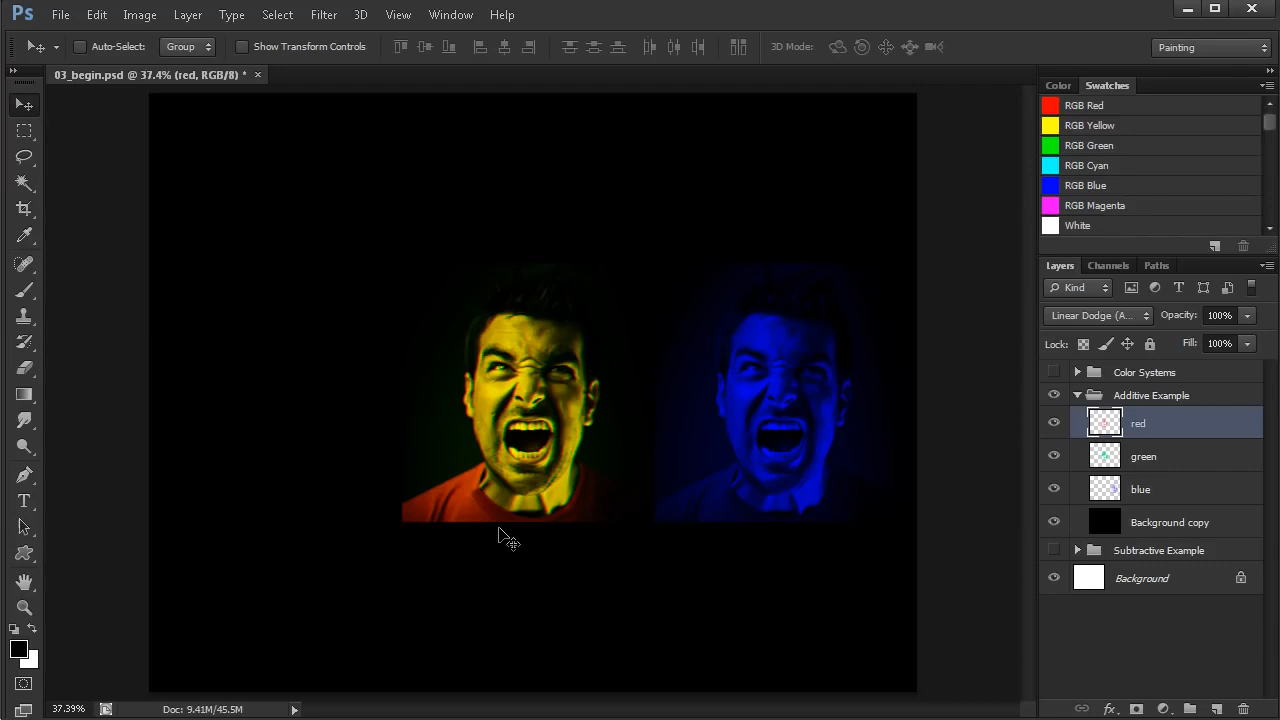 Ps File Edit Image Layer Type Select Filter 3D View Window Help
Auto-Select: Group Show Transform Controls 3D Mode: Painting
03_begin.psd @ 37.4% (red, RGB/8) *
Color Swatches
RGB Red
RGB Yellow
RGB Green
RGB Cyan
RGB Blue
RGB Magenta
White
Layers Channels Paths
Kind
Linear Dodge (A... Opacity: 100%
Lock: Fill: 100%
Color Systems
Additive Example
red
green
blue
Background copy
Subtractive Example
Background
37.39% Doc: 9.41M/45.5M